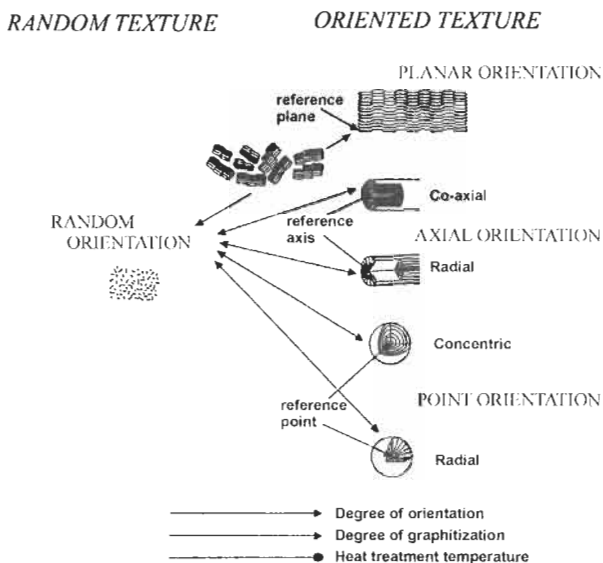 RANDOM TEXTURE
ORIENTED TEXTURE
PLANAR ORIENTATION
reference
plane
Co-axial
RANDOM
ORIENTATION
reference
axis
AXIAL ORIENTATION
Radial
Concentric
reference
point
POINT ORIENTATION
Radial
Degree of orientation
Degree of graphitization
Heat treatment temperature